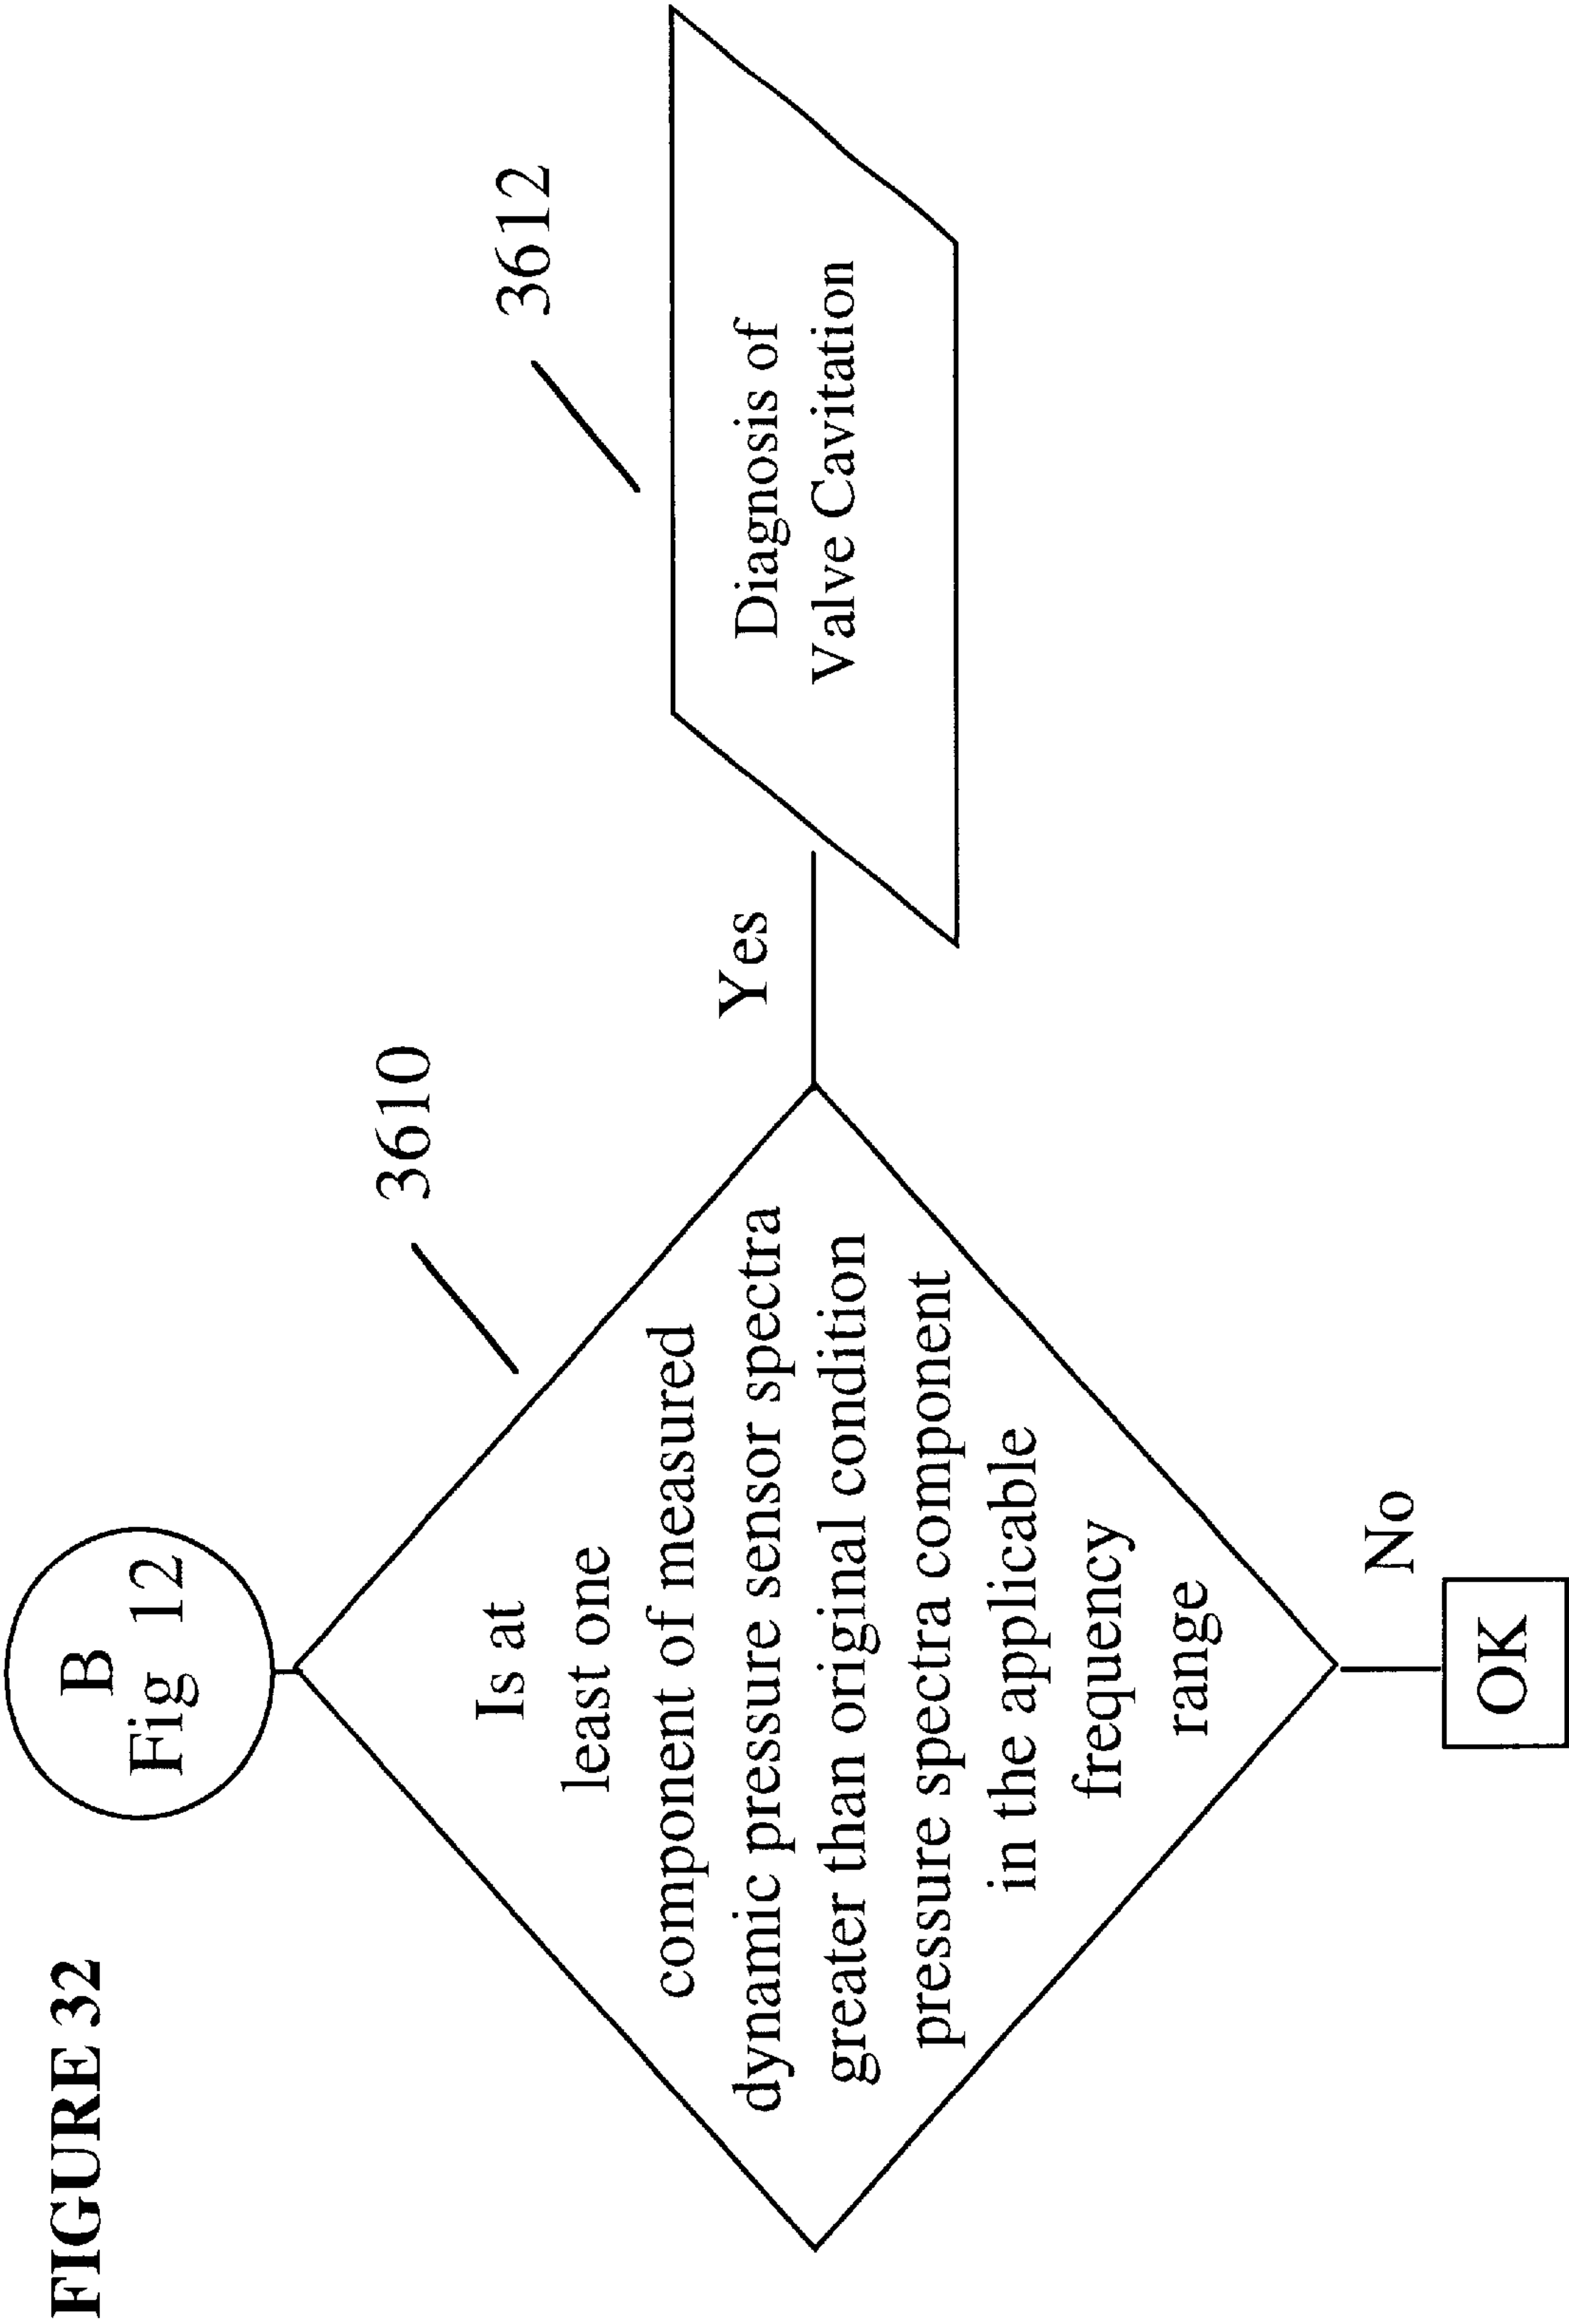 FIGURE 32
B
Fig 12
3610
Is at
least one
component of measured
dynamic pressure sensor spectra
greater than original condition
pressure spectra component
in the applicable
frequency
range
Yes
3612
Diagnosis of
Valve Cavitation
No
OK